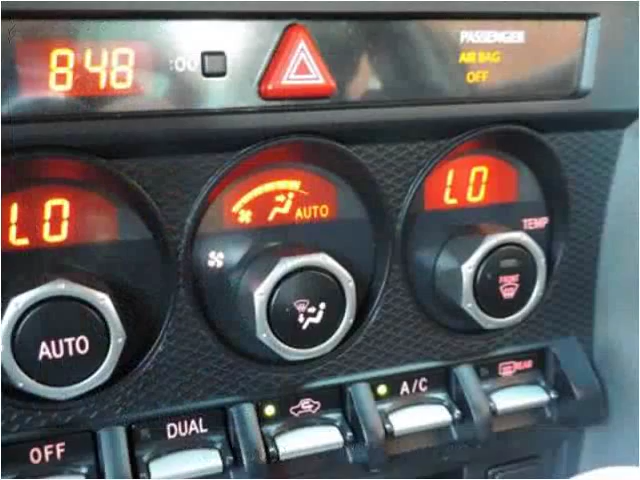 8:48 :00
PASSENGER
AIR BAG
OFF
LO
AUTO
LO
TEMP
AUTO
FRONT
OFF
DUAL
A/C
REAR